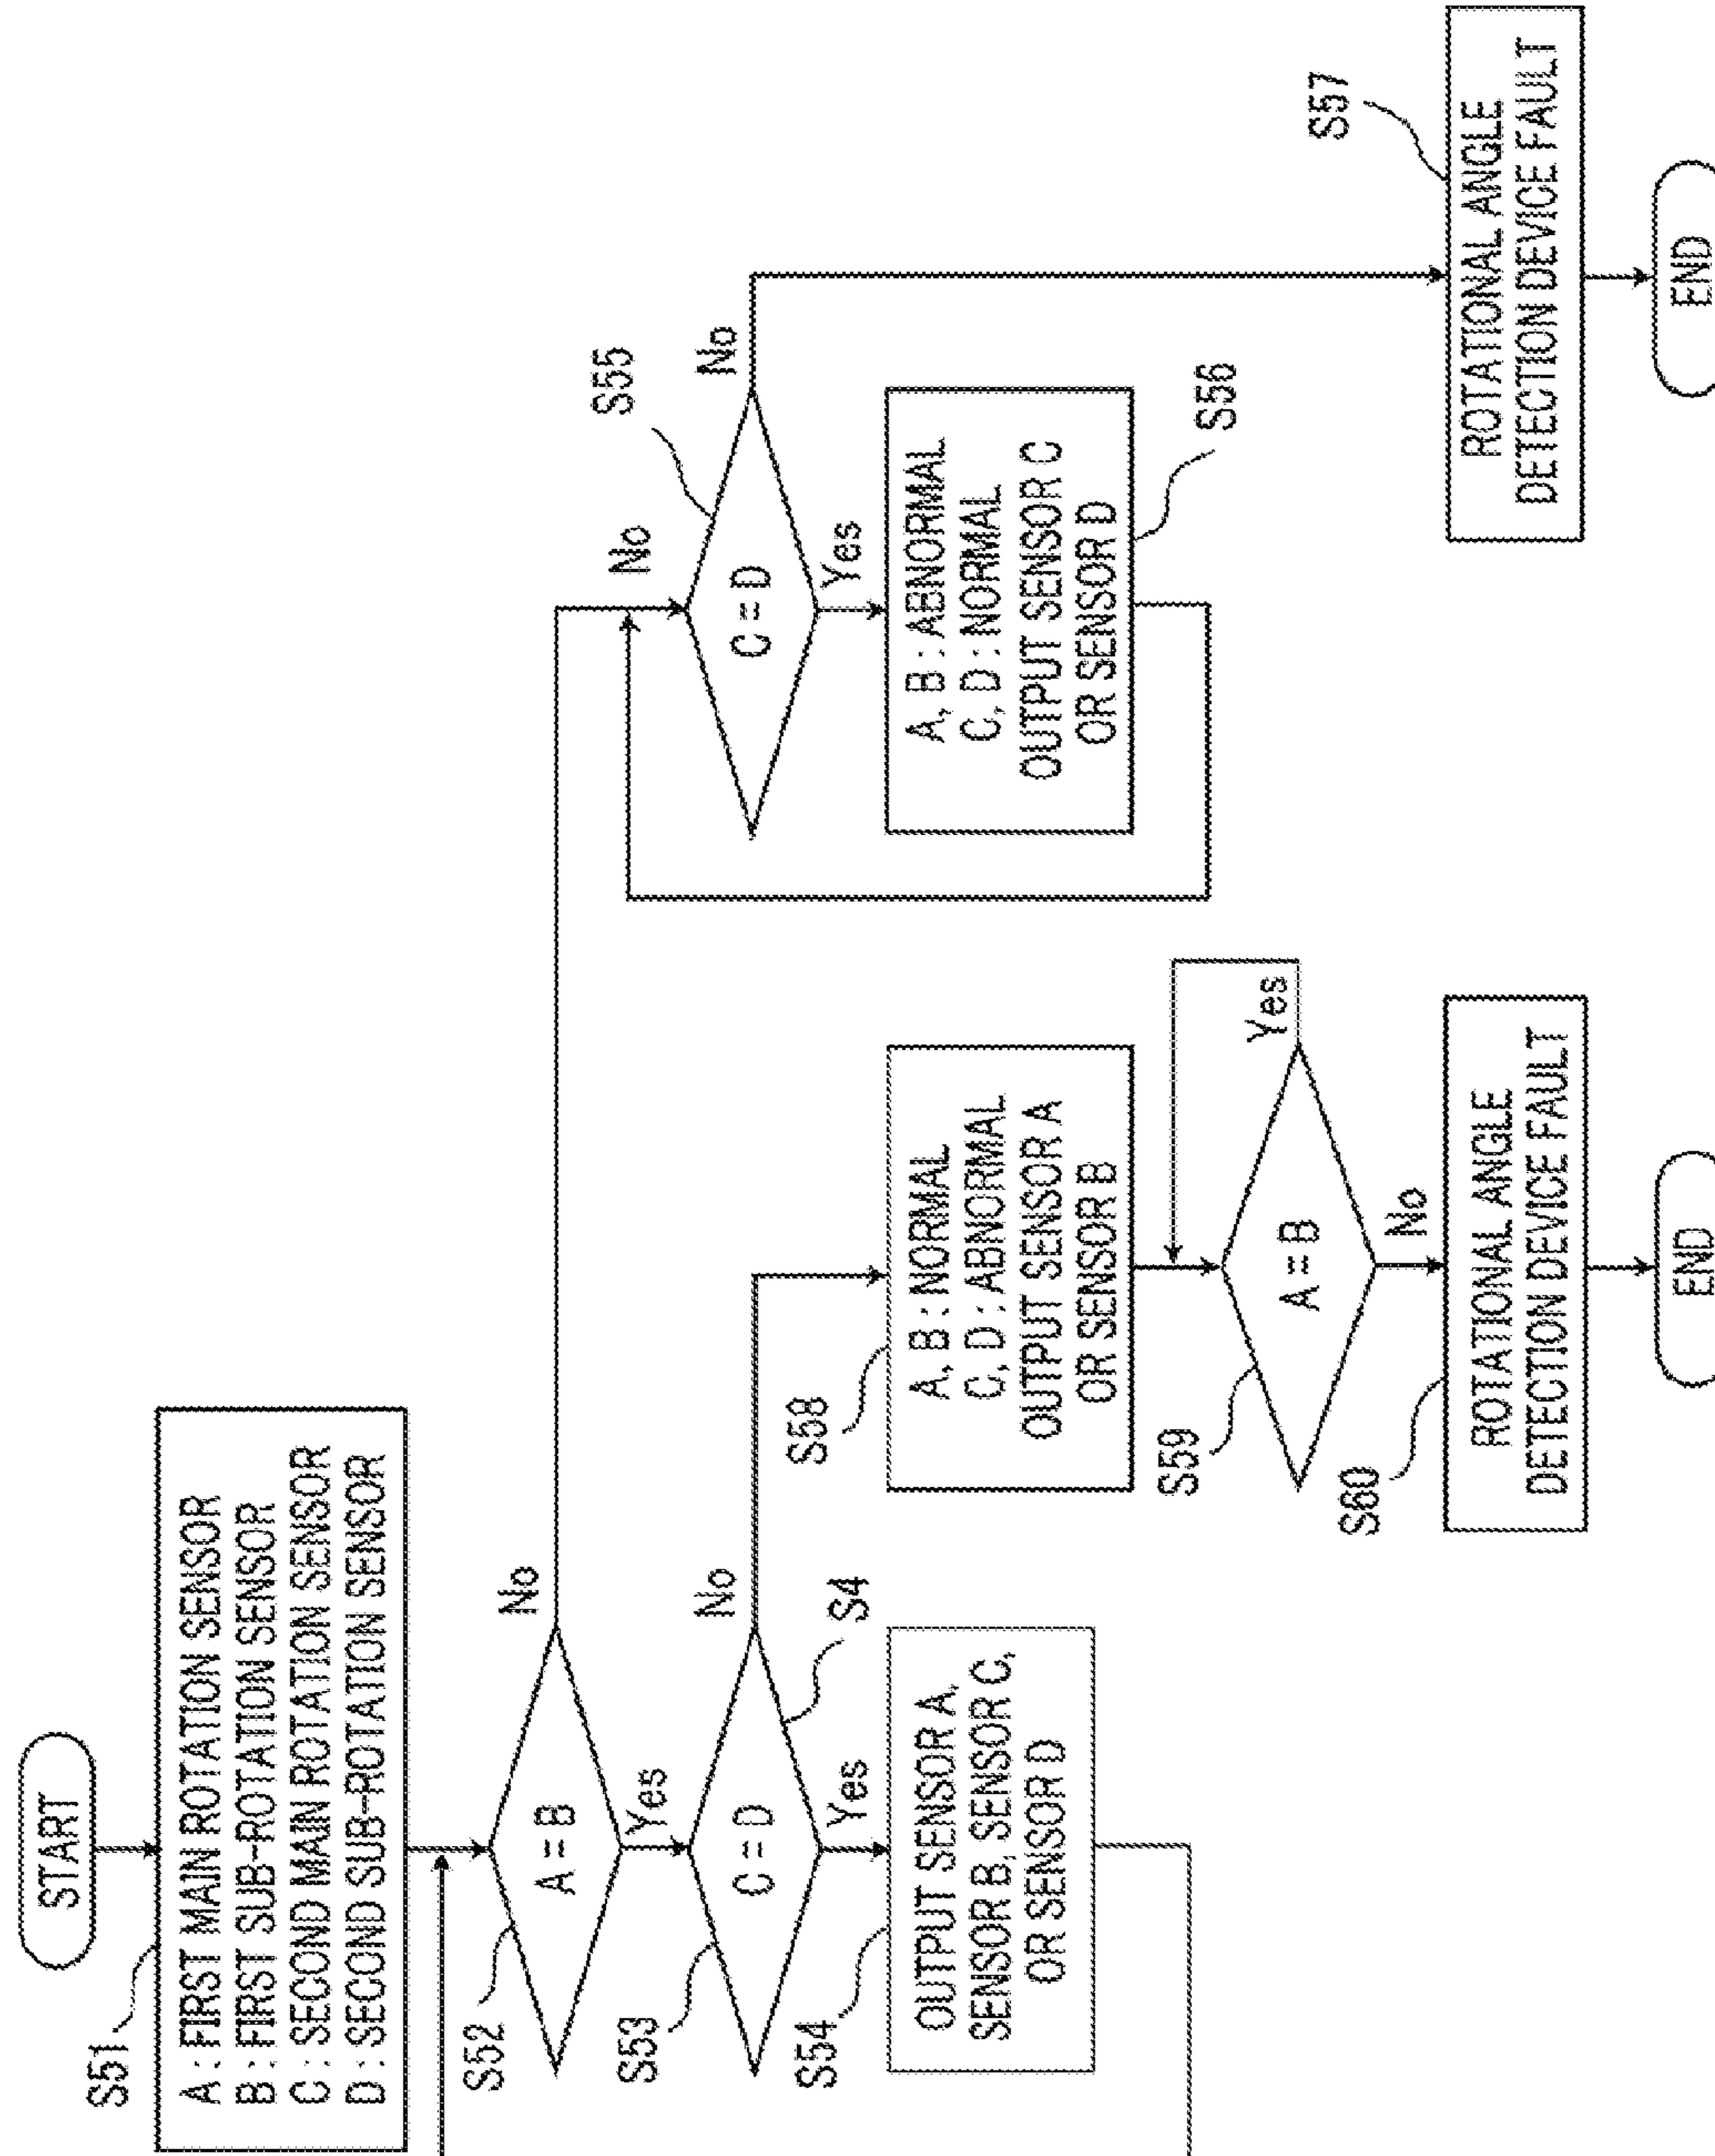 START
S51
A : FIRST MAIN ROTATION SENSOR
B : FIRST SUB-ROTATION SENSOR
C : SECOND MAIN ROTATION SENSOR
D : SECOND SUB-ROTATION SENSOR
S52
A = B
No
Yes
S53
C = D
No
S4
Yes
S54
OUTPUT SENSOR A,
SENSOR B, SENSOR C,
OR SENSOR D
S58
A, B : NORMAL
C, D : ABNORMAL
OUTPUT SENSOR A
OR SENSOR B
S59
A = B
Yes
No
S60
ROTATIONAL ANGLE
DETECTION DEVICE FAULT
END
No
S55
C = D
No
Yes
A, B : ABNORMAL
C, D : NORMAL
OUTPUT SENSOR C
OR SENSOR D
S56
S57
ROTATIONAL ANGLE
DETECTION DEVICE FAULT
END